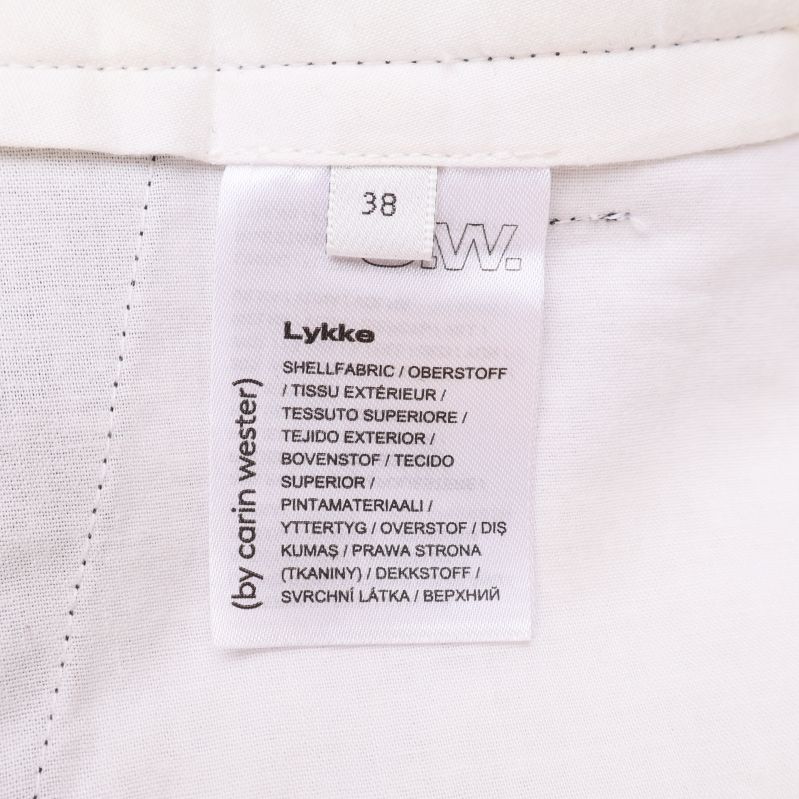 38
.W.
Lykke
SHELLFABRIC / OBERSTOFF
/ TISSU EXTÉRIEUR /
TESSUTO SUPERIORE /
TEJIDO EXTERIOR /
BOVENSTOF / TECIDO
SUPERIOR /
PINTAMATERIAALI /
YTTERTYG / OVERSTOF / DIŞ
KUMAŞ / PRAWA STRONA
(TKANINY) / DEKKSTOFF /
SVRCHNÍ LÁTKA / ВЕРХНИЙ
(by carin wester)